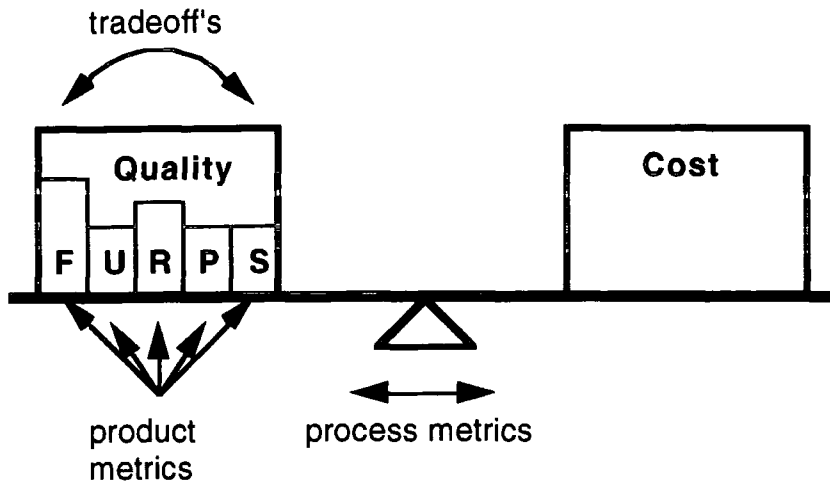 tradeoff's
Quality
Cost
F U R P S
product
metrics
process metrics